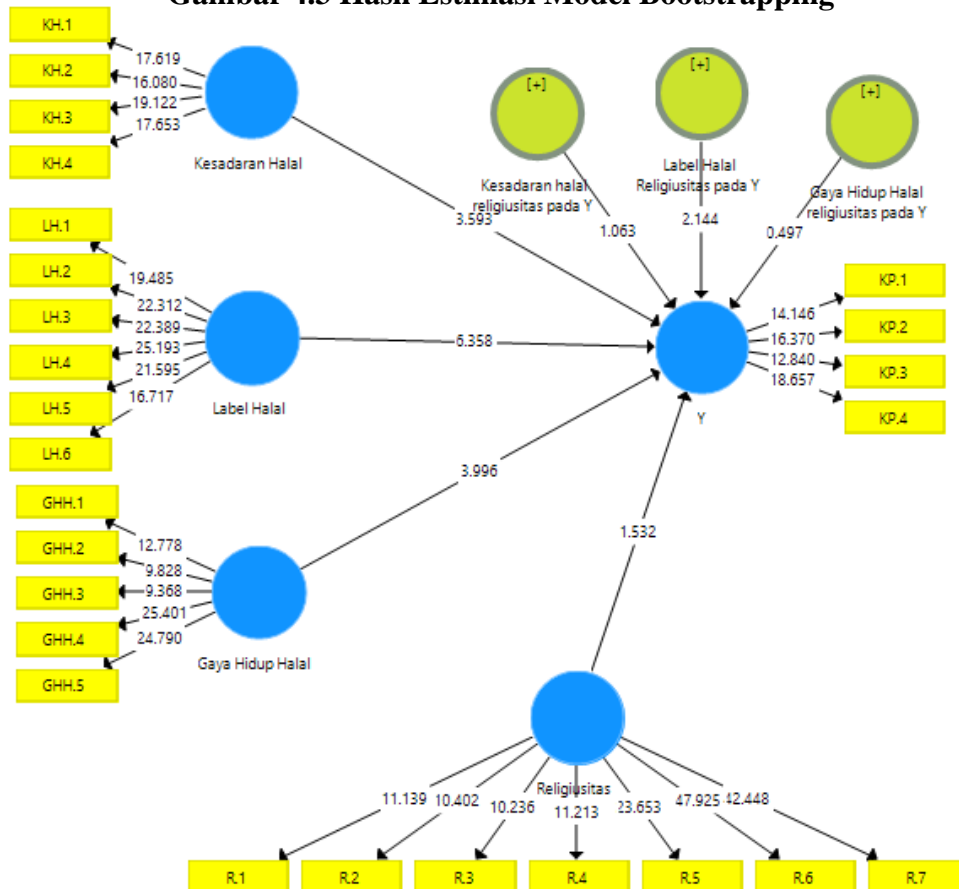 Gambar Hasil Estimasi Model Bootstrapping
KH.1
KH.2
KH.3
KH.4
17.619
16.080
19.122
17.653
Kesadaran Halal
[+]
Kesadaran halal
religiusitas pada Y
[+]
Label Halal
Religiusitas pada Y
[+]
Gaya Hidup Halal
religiusitas pada Y
3.593
1.063
2.144
0.497
LH.1
LH.2
LH.3
LH.4
LH.5
LH.6
19.485
22.312
22.389
25.193
21.595
16.717
Label Halal
6.358
Y
14.146
16.370
12.840
18.657
KP.1
KP.2
KP.3
KP.4
GHH.1
GHH.2
GHH.3
GHH.4
GHH.5
12.778
9.828
9.368
25.401
24.790
Gaya Hidup Halal
3.996
1.532
Religiusitas
11.139
10.402
10.236
11.213
23.653
47.925
42.448
R.1
R.2
R.3
R.4
R.5
R.6
R.7